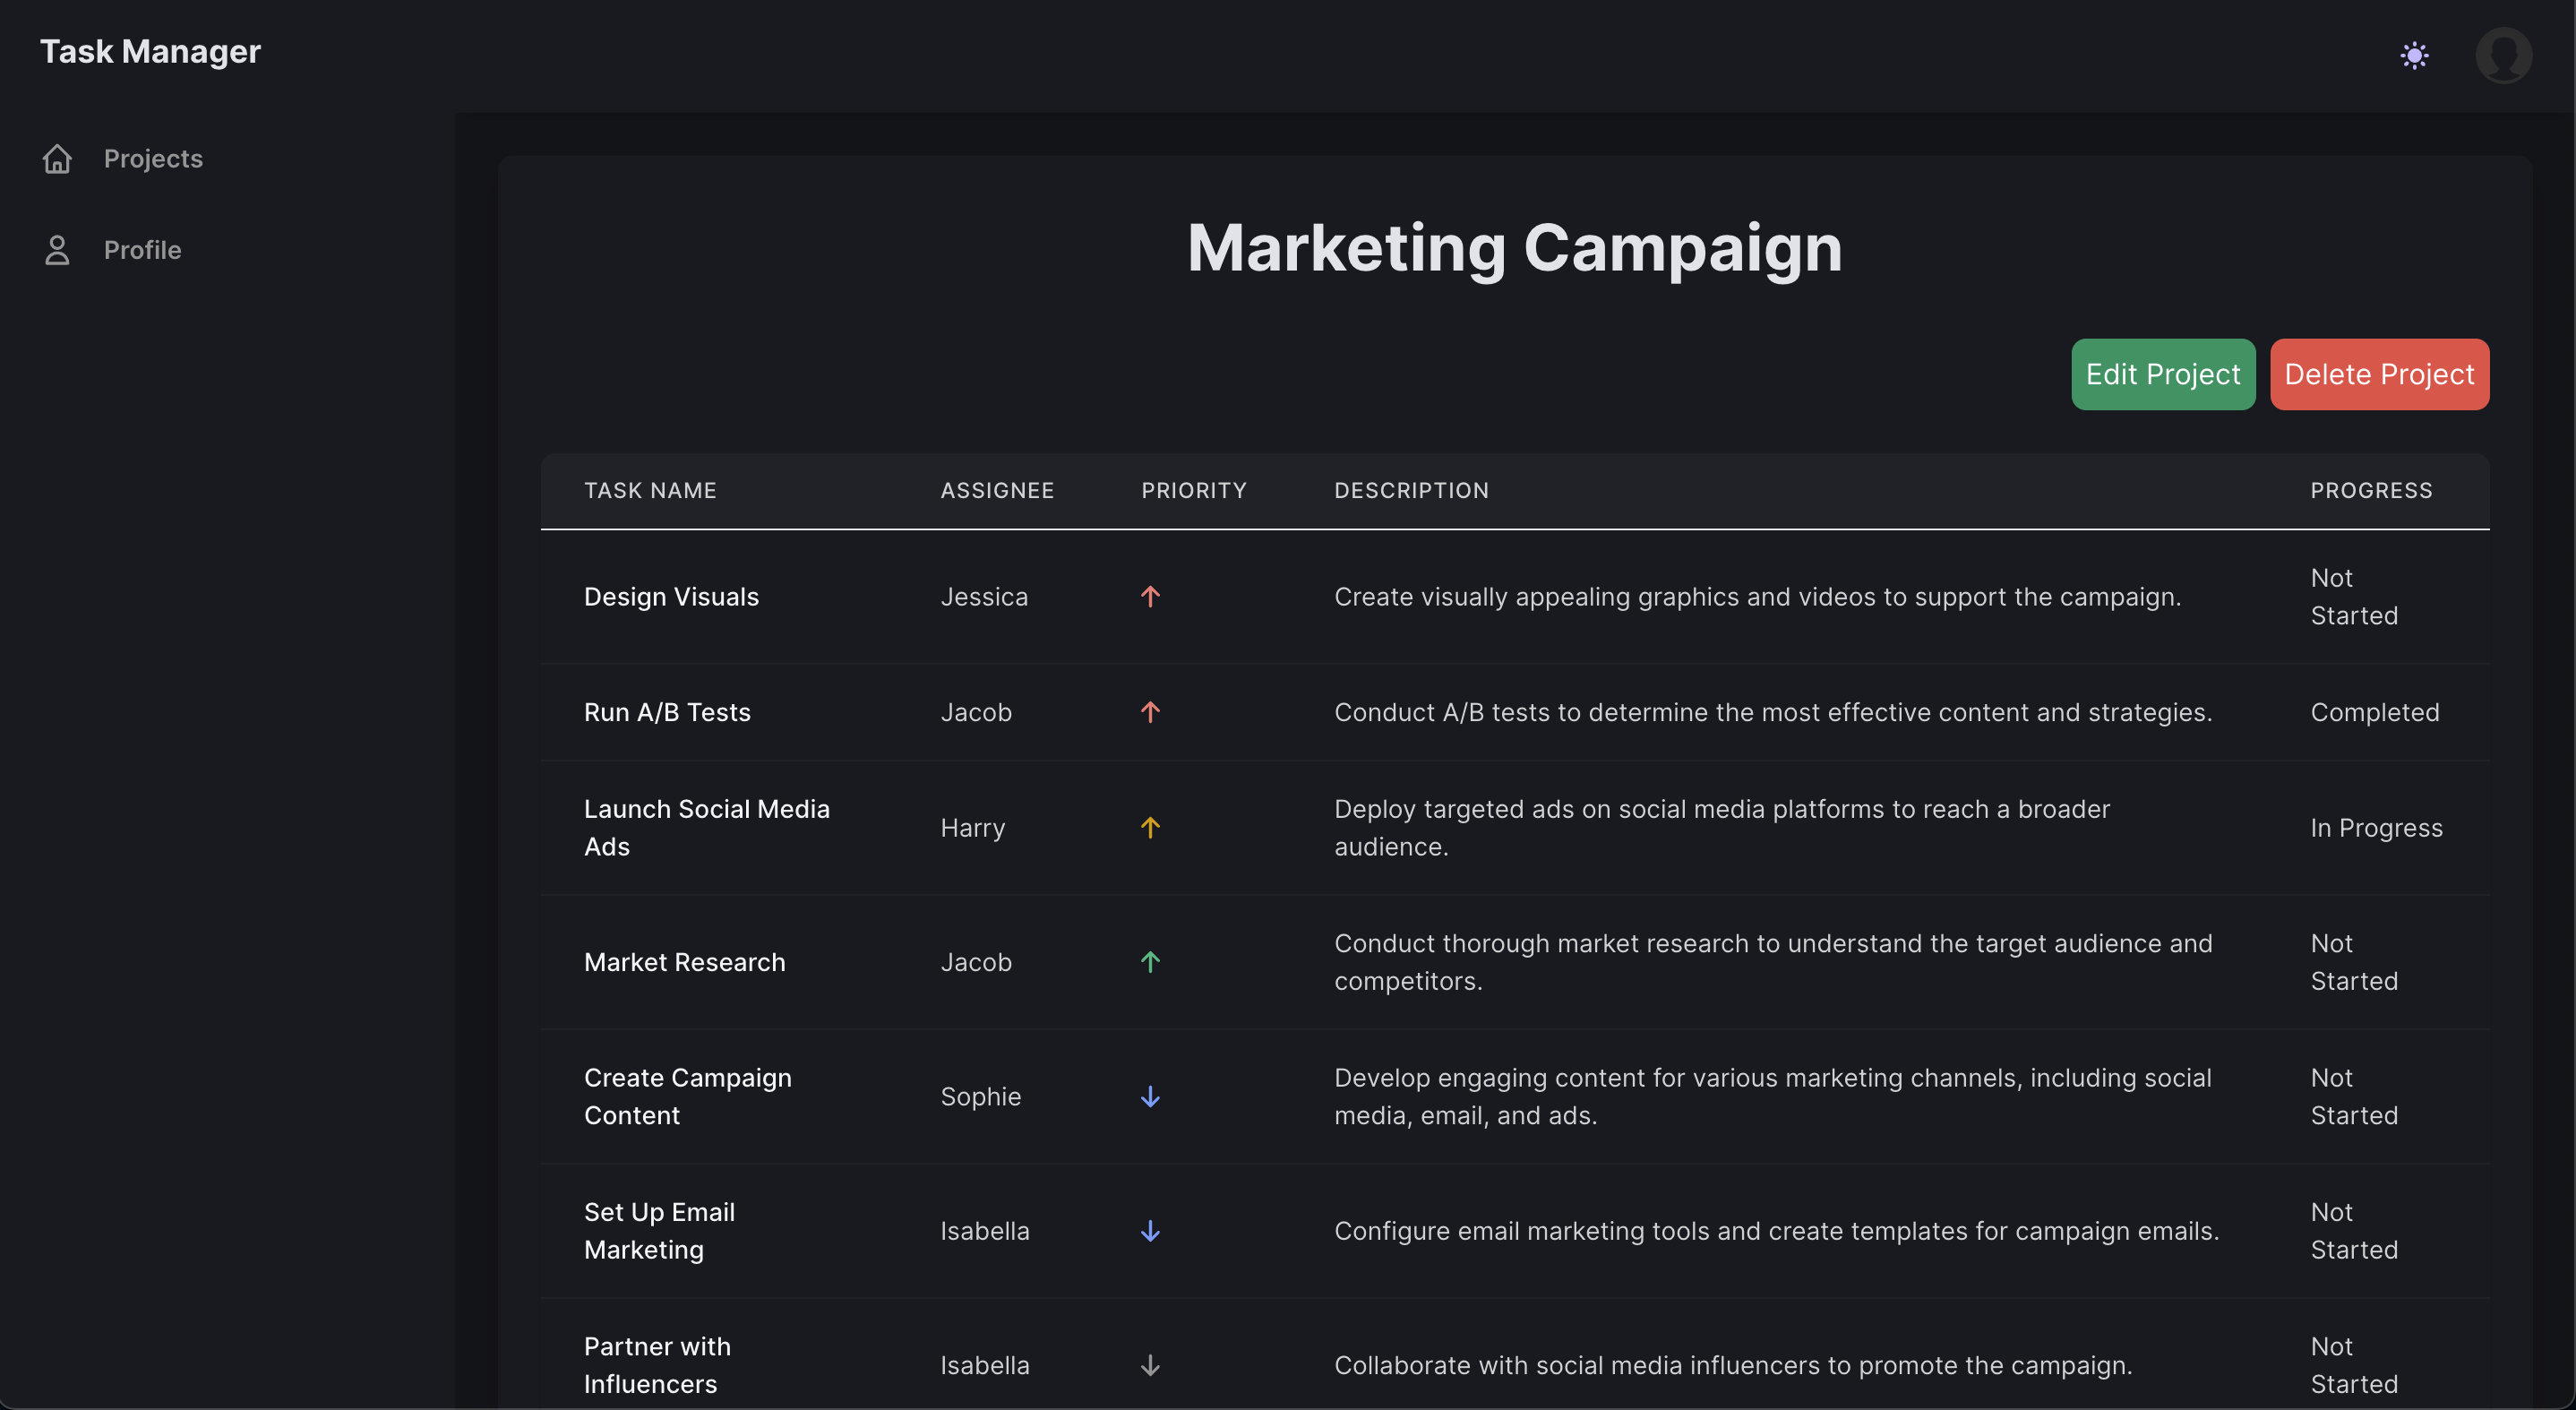 Task Manager
Projects
Profile
Marketing Campaign
Edit Project Delete Project
TASK NAME ASSIGNEE PRIORITY DESCRIPTION PROGRESS
Design Visuals Jessica Create visually appealing graphics and videos to support the campaign. Not
Started
Run A/B Tests Jacob Conduct A/B tests to determine the most effective content and strategies. Completed
Launch Social Media
Ads
Harry
Deploy targeted ads on social media platforms to reach a broader
audience.
In Progress
Market Research
Jacob
Conduct thorough market research to understand the target audience and
competitors.
Not
Started
Create Campaign
Content
Sophie
Develop engaging content for various marketing channels, including social
media, email, and ads.
Not
Started
Set Up Email
Marketing
Isabella
Configure email marketing tools and create templates for campaign emails.
Not
Started
Partner with
Influencers
Isabella
Collaborate with social media influencers to promote the campaign.
Not
Started